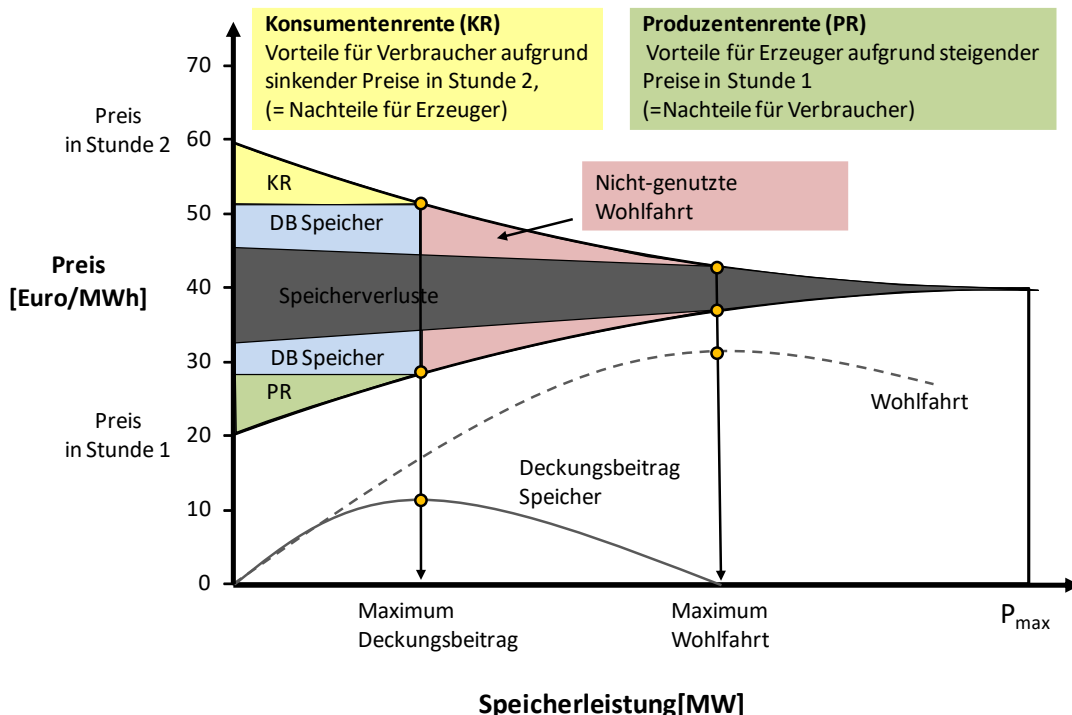 Konsumentenrente (KR)
Vorteile für Verbraucher aufgrund
sinkender Preise in Stunde 2,
(= Nachteile für Erzeuger)
Produzentenrente (PR)
Vorteile für Erzeuger aufgrund steigender
Preise in Stunde 1
(=Nachteile für Verbraucher)
70
Preis
in Stunde 2
60
KR
Nicht-genutzte
Wohlfahrt
50
DB Speicher
Preis
[Euro/MWh]
40
Speicherverluste
30
DB Speicher
PR
Wohlfahrt
Preis
in Stunde 1
20
Deckungsbeitrag
Speicher
10
0
Maximum
Deckungsbeitrag
Maximum
Wohlfahrt
Pmax
Speicherleistung[MW]